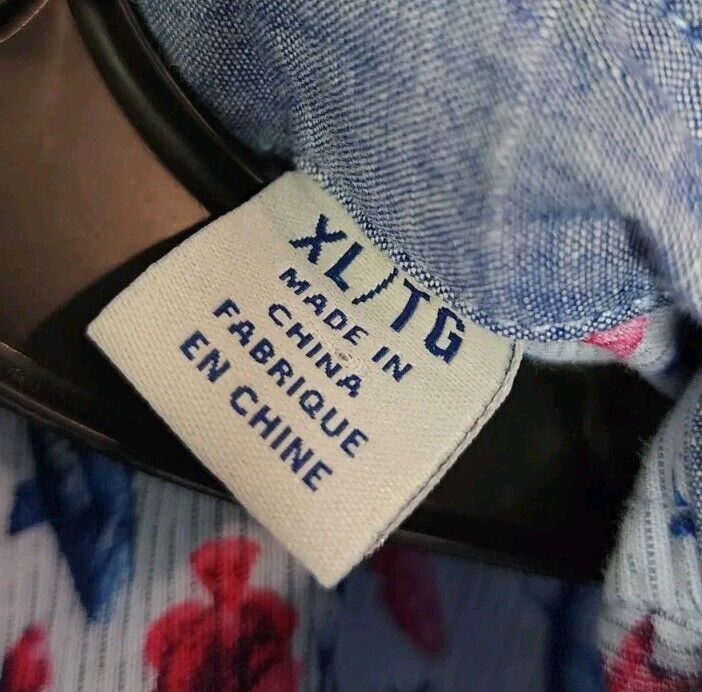 XL/TG
MADE IN
CHINA
FABRIQUE
EN CHINE